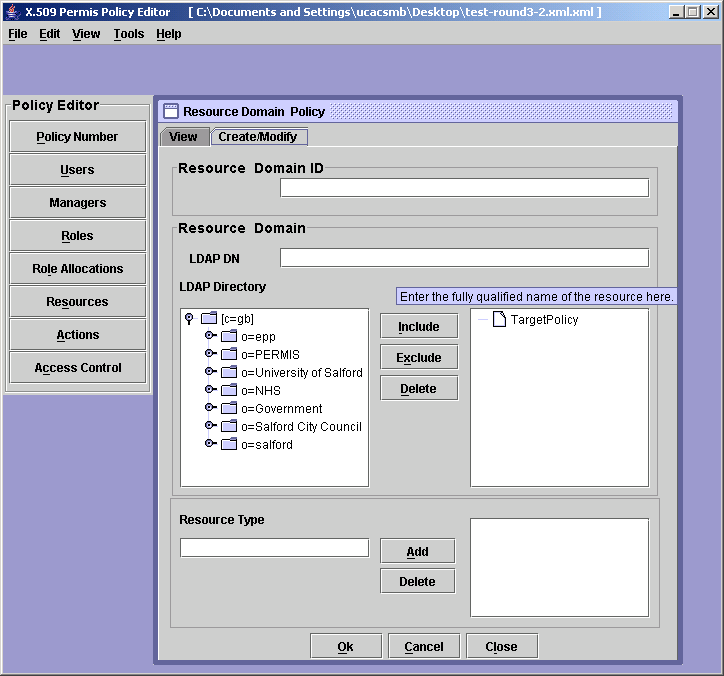 X.509 Permis Policy Editor [ C:\Documents and Settings\ucacsmb\Desktop\test-round3-2.xml.xml ]
File Edit View Tools Help
Policy Editor
Policy Number
Users
Managers
Roles
Role Allocations
Resources
Actions
Access Control
Resource Domain Policy
View Create/Modify
Resource Domain ID
Resource Domain
LDAP DN
LDAP Directory
Enter the fully qualified name of the resource here.
[c=gb]
o=epp
o=PERMIS
o=University of Salford
o=NHS
o=Government
o=Salford City Council
o=salford
Include
Exclude
Delete
TargetPolicy
Resource Type
Add
Delete
Ok Cancel Close